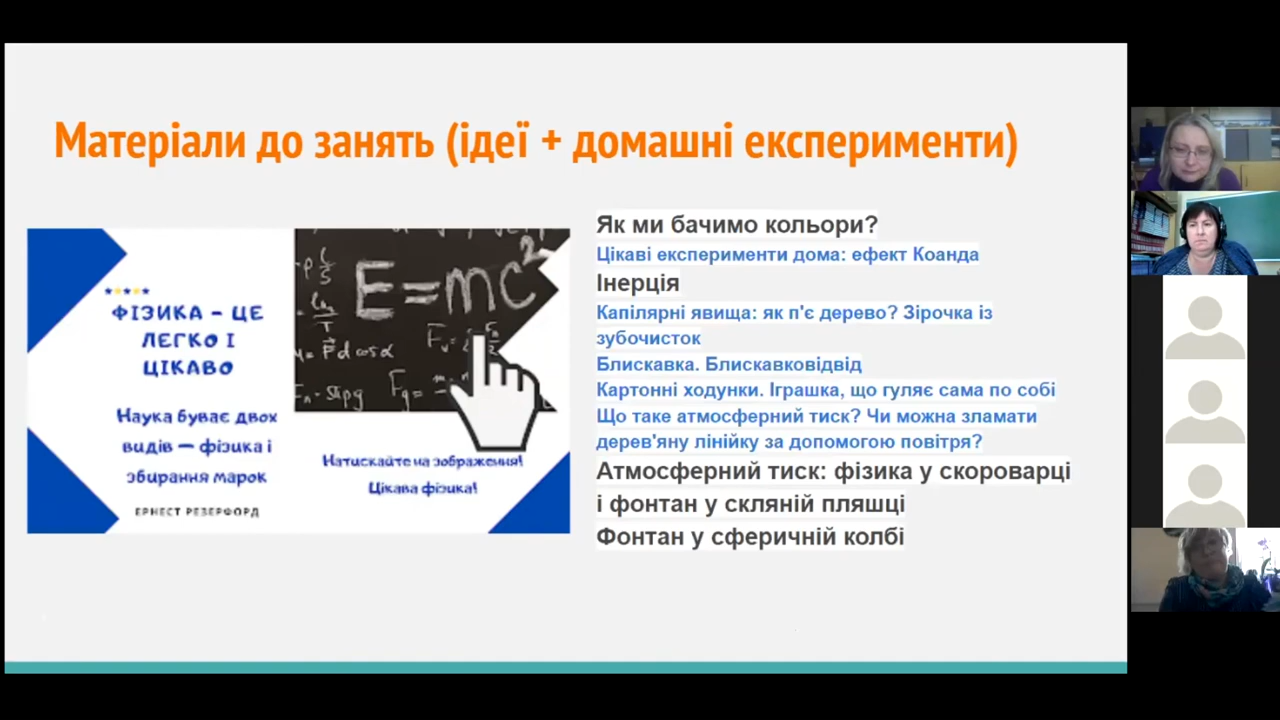 Матеріали до занять (ідеї + домашні експерименти)
ФІЗИКА – ЦЕ
ЛЕГКО І
ЦІКАВО
Наука буває двох
видів — фізика і
збирання марок
ЕРНЕСТ РЕЗЕРФОРД
E=mc²
Натискайте на зображення!
Цікава фізика!
Як ми бачимо кольори?
Цікаві експерименти дома: ефект Коанда
Інерція
Капілярні явища: як п'є дерево? Зірочка із
зубочисток
Блискавка. Блискавковідвід
Картонні ходунки. Іграшка, що гуляє сама по собі
Що таке атмосферний тиск? Чи можна зламати
дерев'яну лінійку за допомогою повітря?
Атмосферний тиск: фізика у скороварці
і фонтан у скляній пляшці
Фонтан у сферичній колбі